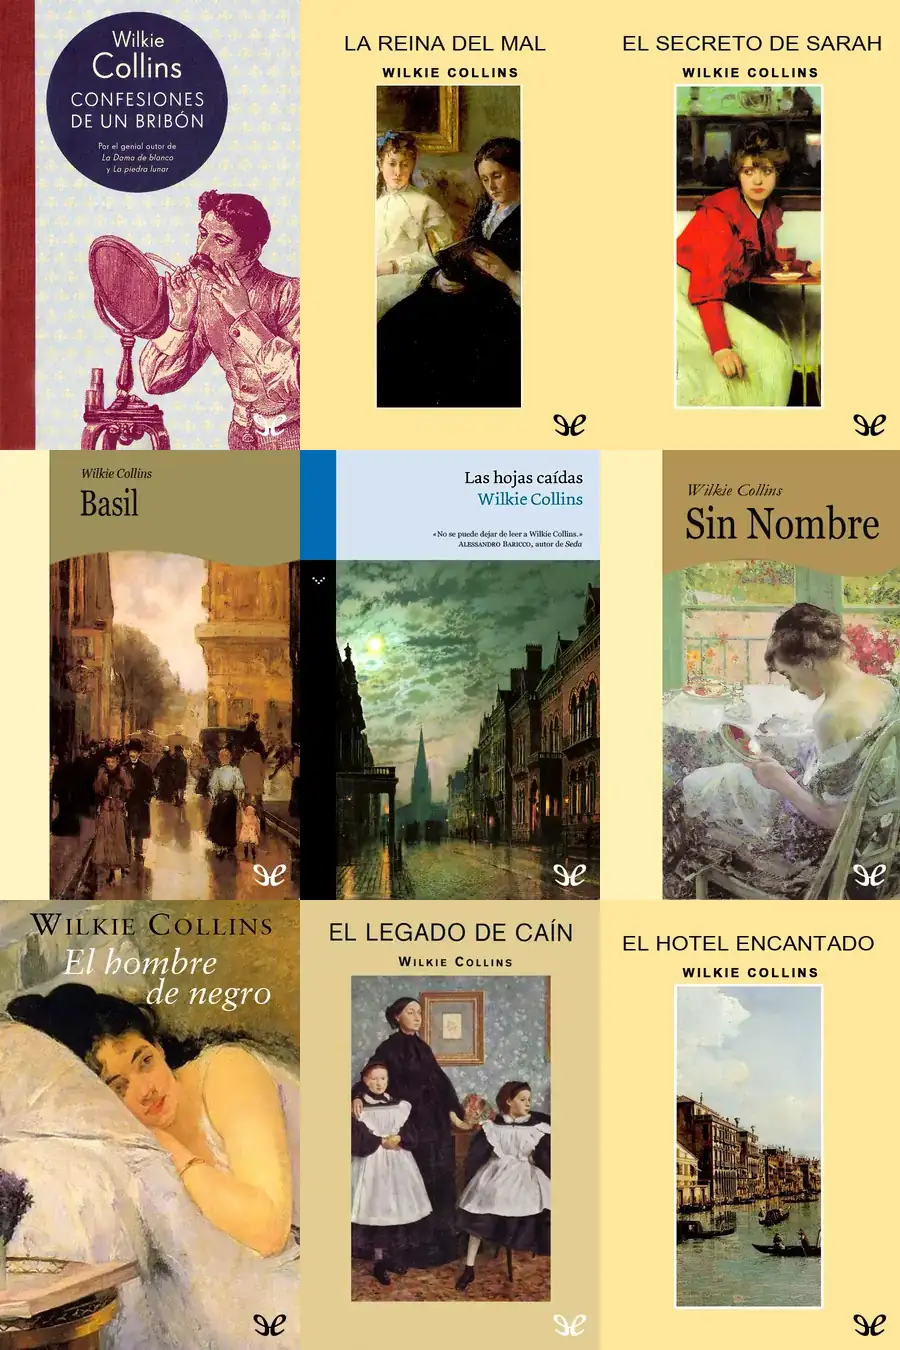 Wilkie
Collins
CONFESIONES
DE UN BRIBÓN
Por el genial autor de
La Dama de blanco
y La piedra lunar
LA REINA DEL MAL
WILKIE COLLINS
EL SECRETO DE SARAH
WILKIE COLLINS
Wilkie Collins
Basil
Las hojas caídas
Wilkie Collins
«No se puede dejar de leer a Wilkie Collins.»
ALESSANDRO BARICCO, autor de Seda
Wilkie Collins
Sin Nombre
WILKIE COLLINS
El hombre
de negro
EL LEGADO DE CAÍN
WILKIE COLLINS
EL HOTEL ENCANTADO
WILKIE COLLINS